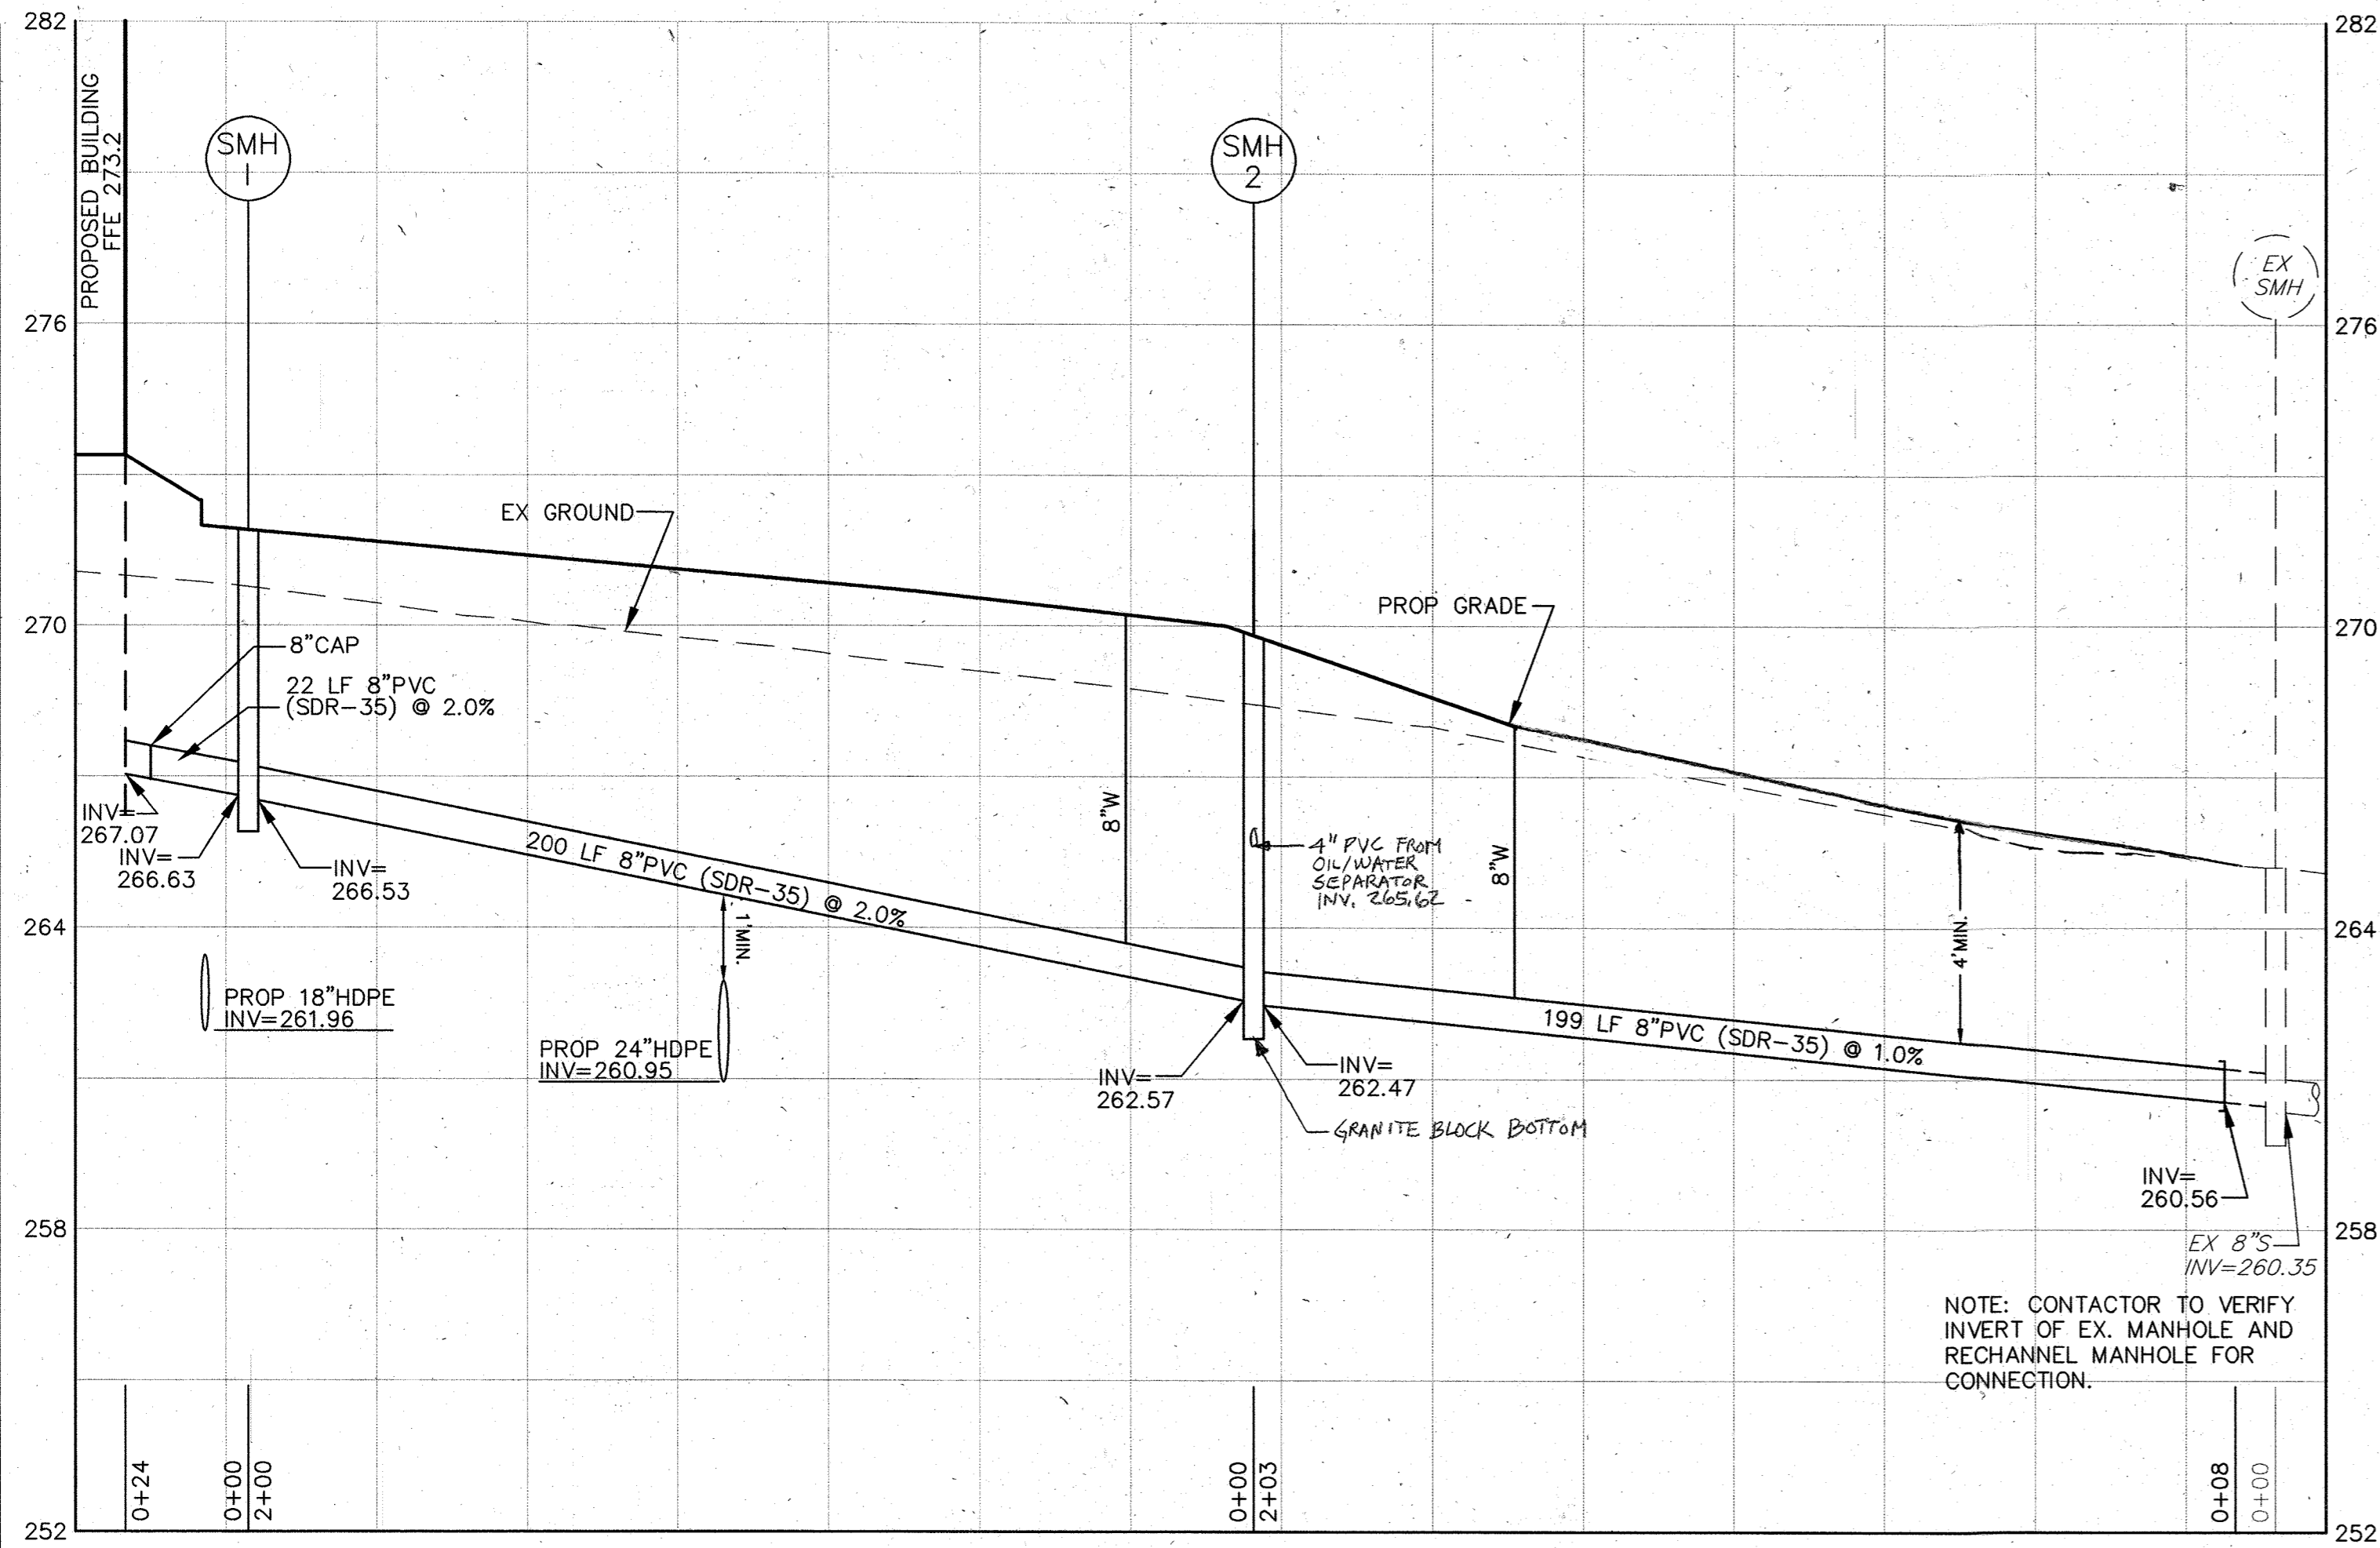 282
282
PROPOSED BUILDING
FFE 273.2
SMH
1
SMH
2
EX
SMH
276
276
EX GROUND
PROP GRADE
270
270
8"CAP
22 LF 8"PVC
(SDR-35) @ 2.0%
INV=
267.07
INV=
266.63
INV=
266.53
200 LF 8"PVC (SDR-35) @ 2.0%
8"W
4" PVC FROM
OIL/WATER
SEPARATOR
INV. 265.62
8"W
264
264
1'MIN.
4'MIN.
PROP 18"HDPE
INV=261.96
PROP 24"HDPE
INV=260.95
199 LF 8"PVC (SDR-35) @ 1.0%
INV=
262.57
INV=
262.47
GRANITE BLOCK BOTTOM
INV=
260.56
258
258
EX 8"S
INV=260.35
NOTE: CONTACTOR TO VERIFY
INVERT OF EX. MANHOLE AND
RECHANNEL MANHOLE FOR
CONNECTION.
0+24
0+00
2+00
0+00
2+03
0+08
0+00
252
252